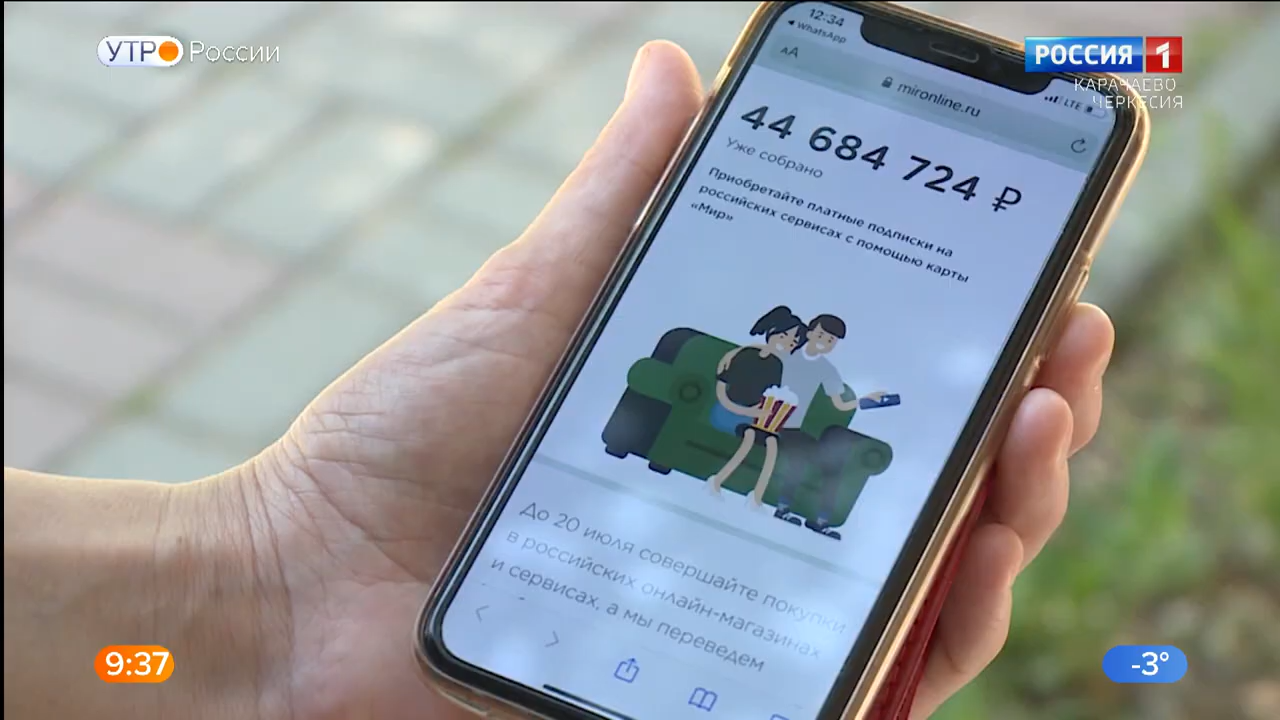 УТРО России
РОССИЯ 1
КАРАЧАЕВО
ЧЕРКЕСИЯ
12:34
WhatsApp
AA
mironline.ru
LTE
44 684 724 ₽
Уже собрано
Приобретайте платные подписки на
российских сервисах с помощью карты
«Мир»
До 20 июля совершайте покупки
в российских онлайн-магазинах
и сервисах, а мы переведем
9:37
-3°